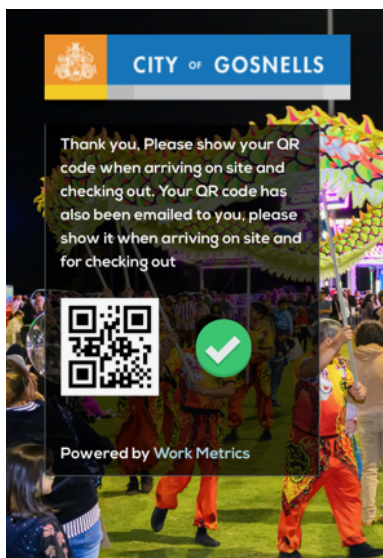 CITY OF GOSNELLS
Thank you, Please show your QR
code when arriving on site and
checking out. Your QR code has
also been emailed to you, please
show it when arriving on site and
for checking out
Powered by Work Metrics